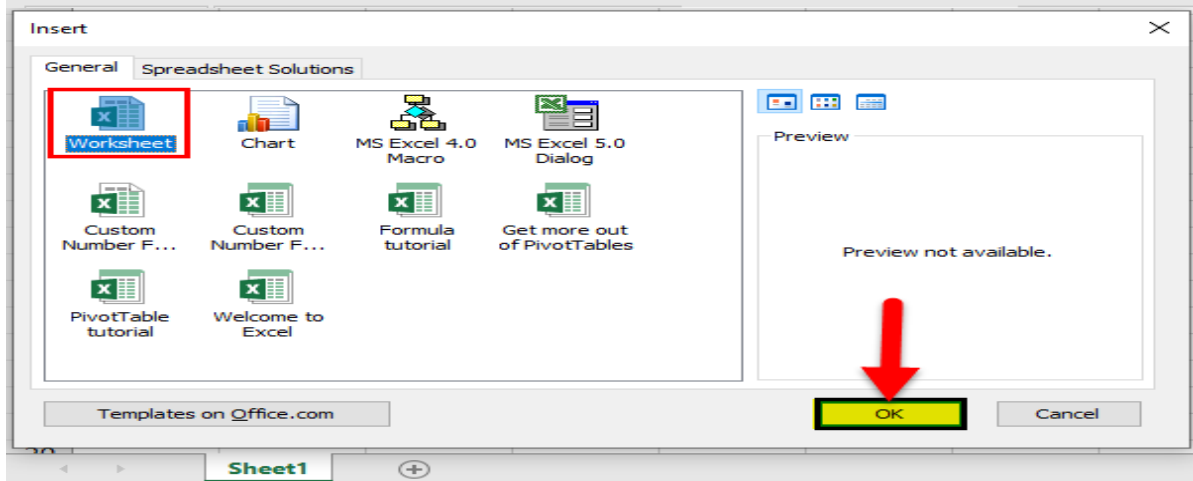 Insert
General Spreadsheet Solutions
Worksheet Chart MS Excel 4.0 Macro MS Excel 5.0 Dialog
Custom Number F... Custom Number F... Formula tutorial Get more out of PivotTables
PivotTable tutorial Welcome to Excel
Preview
Preview not available.
Templates on Office.com OK Cancel
Sheet1